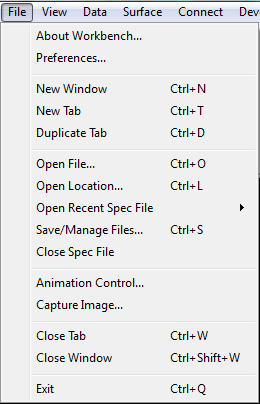 File View Data Surface Connect Dev
About Workbench...
Preferences...
New Window Ctrl+N
New Tab Ctrl+T
Duplicate Tab Ctrl+D
Open File... Ctrl+O
Open Location... Ctrl+L
Open Recent Spec File
Save/Manage Files... Ctrl+S
Close Spec File
Animation Control...
Capture Image...
Close Tab Ctrl+W
Close Window Ctrl+Shift+W
Exit Ctrl+Q